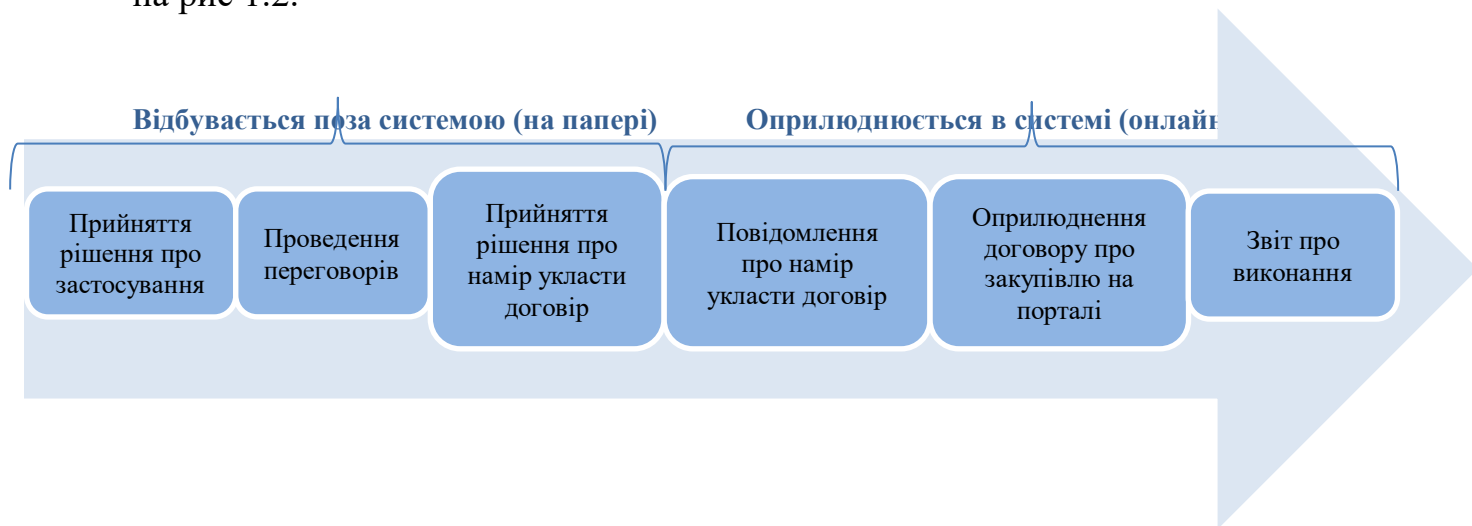 на рис 1.2.
Відбувається поза системою (на папері)
Оприлюднюється в системі (онлайн
Прийняття
рішення про
застосування
Проведення
переговорів
Прийняття
рішення про
намір укласти
договір
Повідомлення
про намір
укласти договір
Оприлюднення
договору про
закупівлю на
порталі
Звіт про
виконання